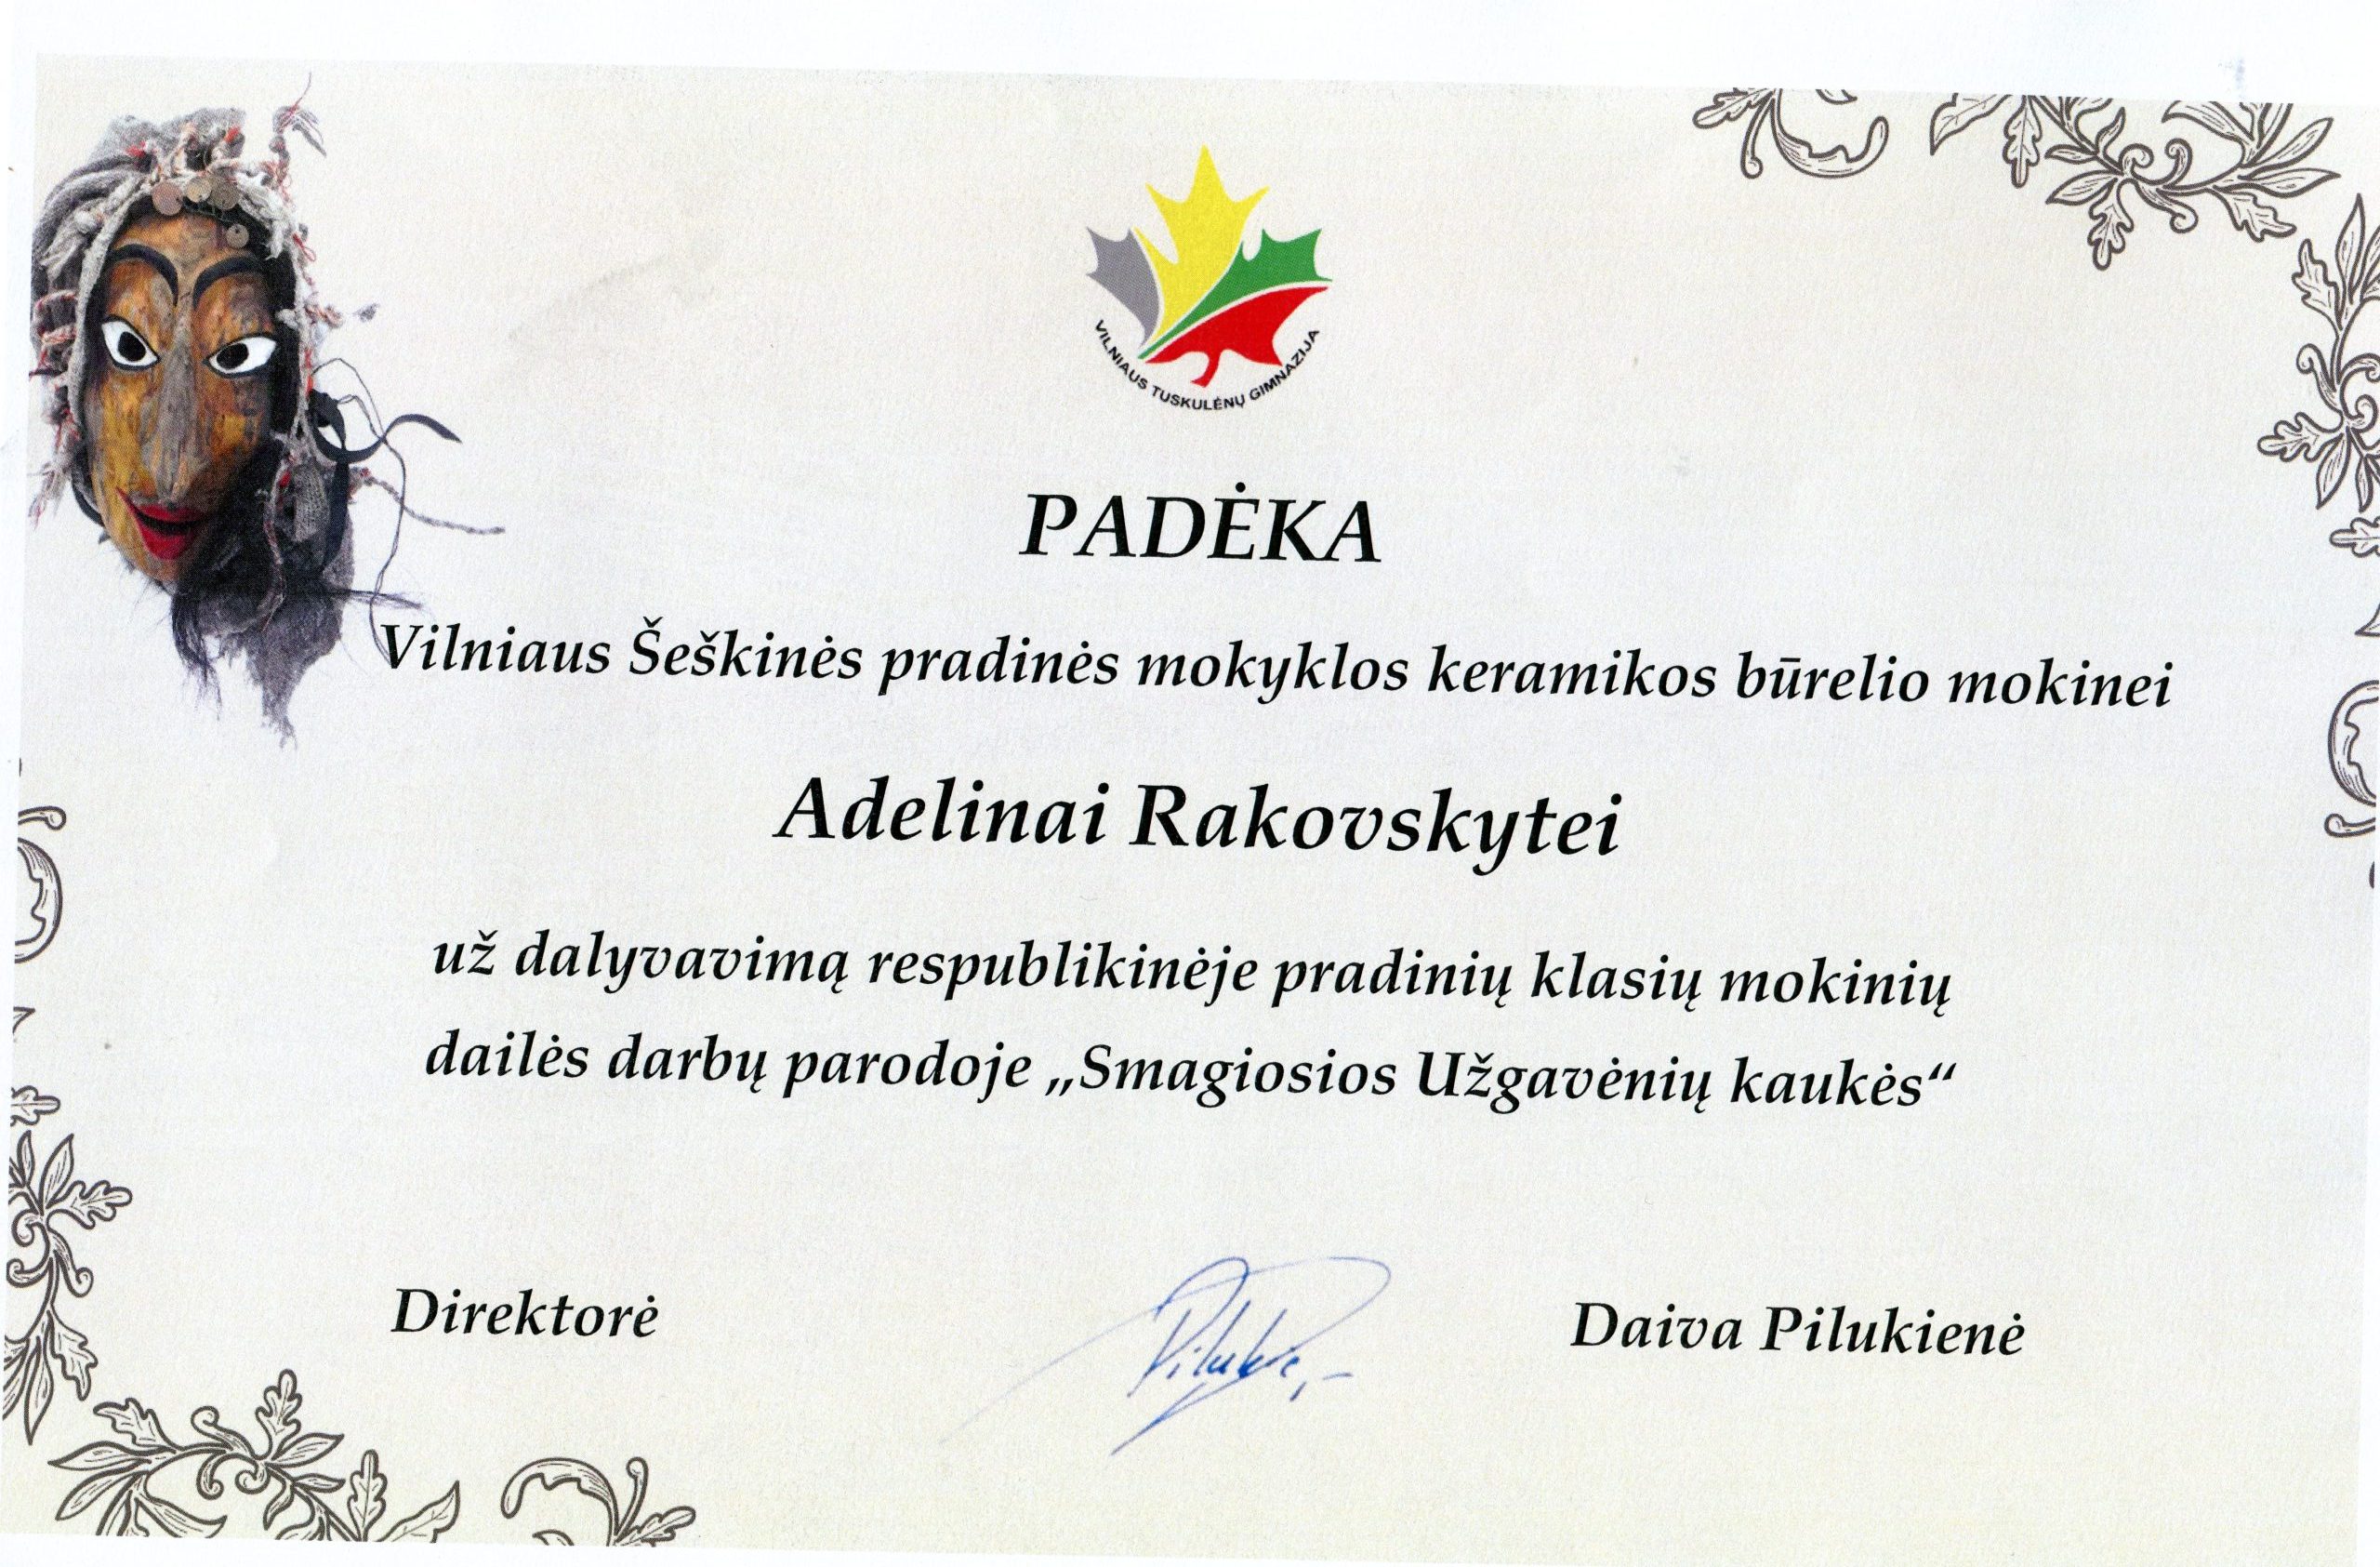 VILNIAUS TUSKULĖNŲ GIMNAZIJA
PADĖKA
Vilniaus Šeškinės pradinės mokyklos keramikos būrelio mokinei
Adelinai Rakovskytei
už dalyvavimą respublikinėje pradinių klasių mokinių
dailės darbų parodoje „Smagiosios Užgavėnių kaukės“
Direktorė
Daiva Pilukienė